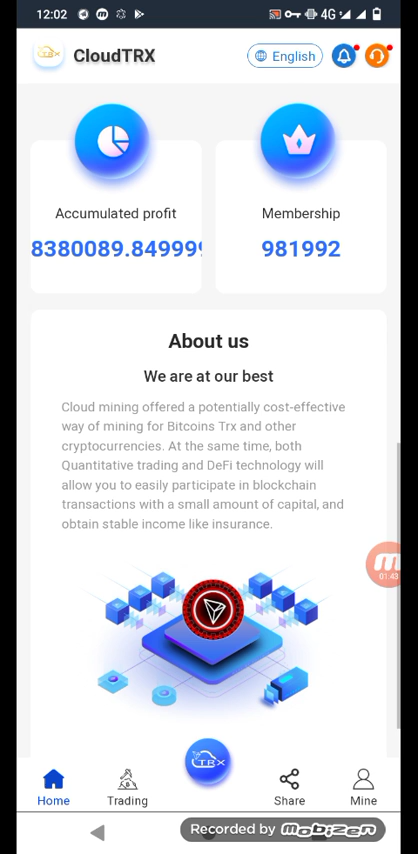 12:02
4G
CloudTRX
English
Accumulated profit
Membership
8380089.849999
981992
About us
We are at our best
Cloud mining offered a potentially cost-effective
way of mining for Bitcoins Trx and other
cryptocurrencies. At the same time, both
Quantitative trading and DeFi technology will
allow you to easily participate in blockchain
transactions with a small amount of capital, and
obtain stable income like insurance.
01:43
TRX
Home
Trading
Share
Mine
Recorded by mobizen